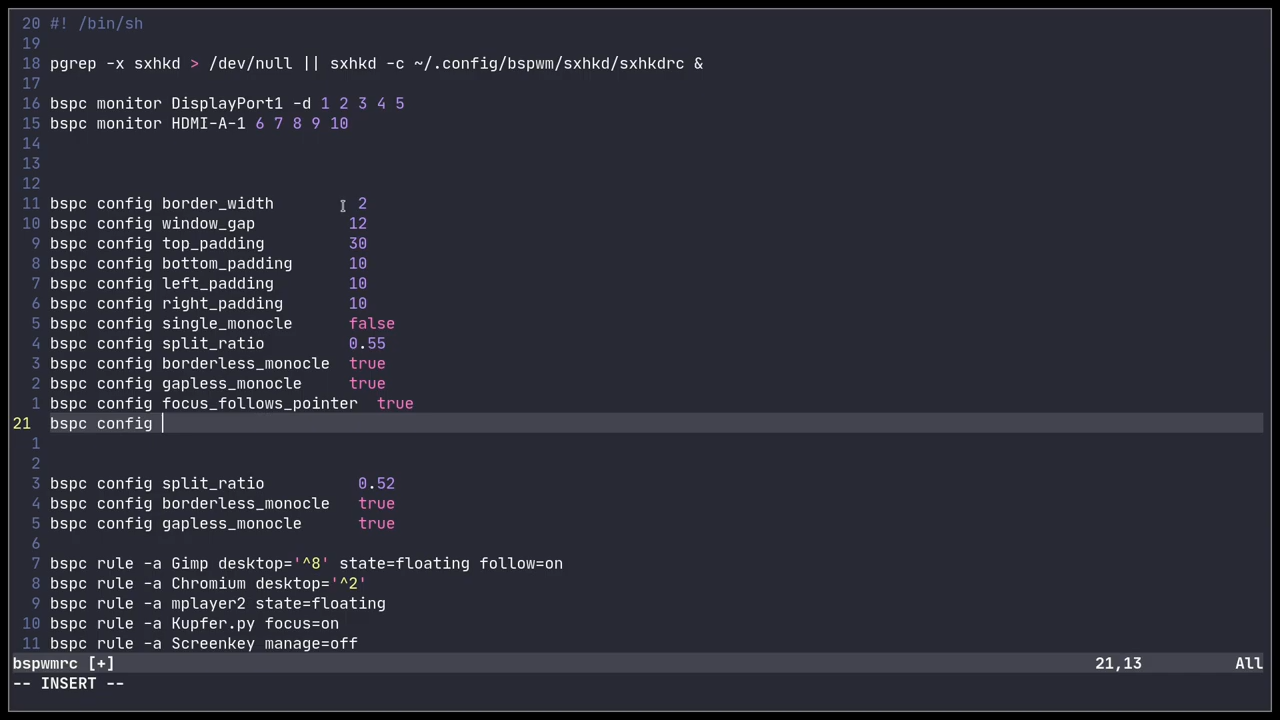 20 #! /bin/sh
19
18 pgrep -x sxhkd > /dev/null || sxhkd -c ~/.config/bspwm/sxhkd/sxhkdrc &
17
16 bspc monitor DisplayPort1 -d 1 2 3 4 5
15 bspc monitor HDMI-A-1 6 7 8 9 10
14
13
12
11 bspc config border_width         2
10 bspc config window_gap          12
9 bspc config top_padding         30
8 bspc config bottom_padding      10
7 bspc config left_padding        10
6 bspc config right_padding       10
5 bspc config single_monocle      false
4 bspc config split_ratio         0.55
3 bspc config borderless_monocle  true
2 bspc config gapless_monocle     true
1 bspc config focus_follows_pointer  true
21 bspc config
1
2
3 bspc config split_ratio          0.52
4 bspc config borderless_monocle   true
5 bspc config gapless_monocle      true
6
7 bspc rule -a Gimp desktop='^8' state=floating follow=on
8 bspc rule -a Chromium desktop='^2'
9 bspc rule -a mplayer2 state=floating
10 bspc rule -a Kupfer.py focus=on
11 bspc rule -a Screenkey manage=off
bspwmrc [+] 21,13 All
-- INSERT --